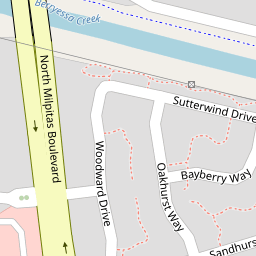 Berryessa Creek
North Milpitas Boulevard
Sutterwind Drive
Woodward Drive
Oakhurst Way
Bayberry Way
Sandhurs